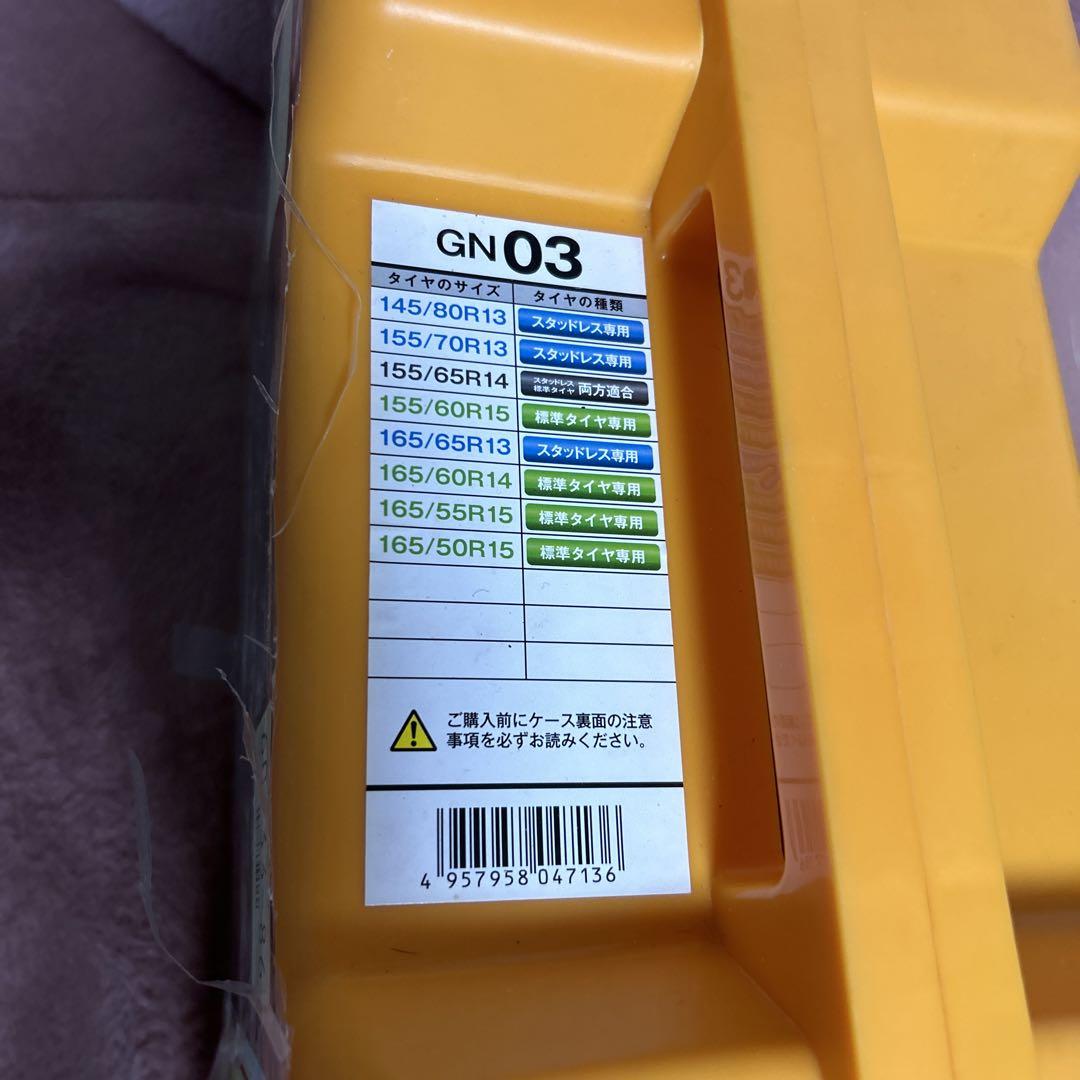 GN03
タイヤのサイズ タイヤの種類
145/80R13 スタッドレス専用
155/70R13 スタッドレス専用
155/65R14 スタッドレス 標準タイヤ 両方適合
155/60R15 標準タイヤ専用
165/65R13 スタッドレス専用
165/60R14 標準タイヤ専用
165/55R15 標準タイヤ専用
165/50R15 標準タイヤ専用
ご購入前にケース裏面の注意
事項を必ずお読みください。
4 957958 047136